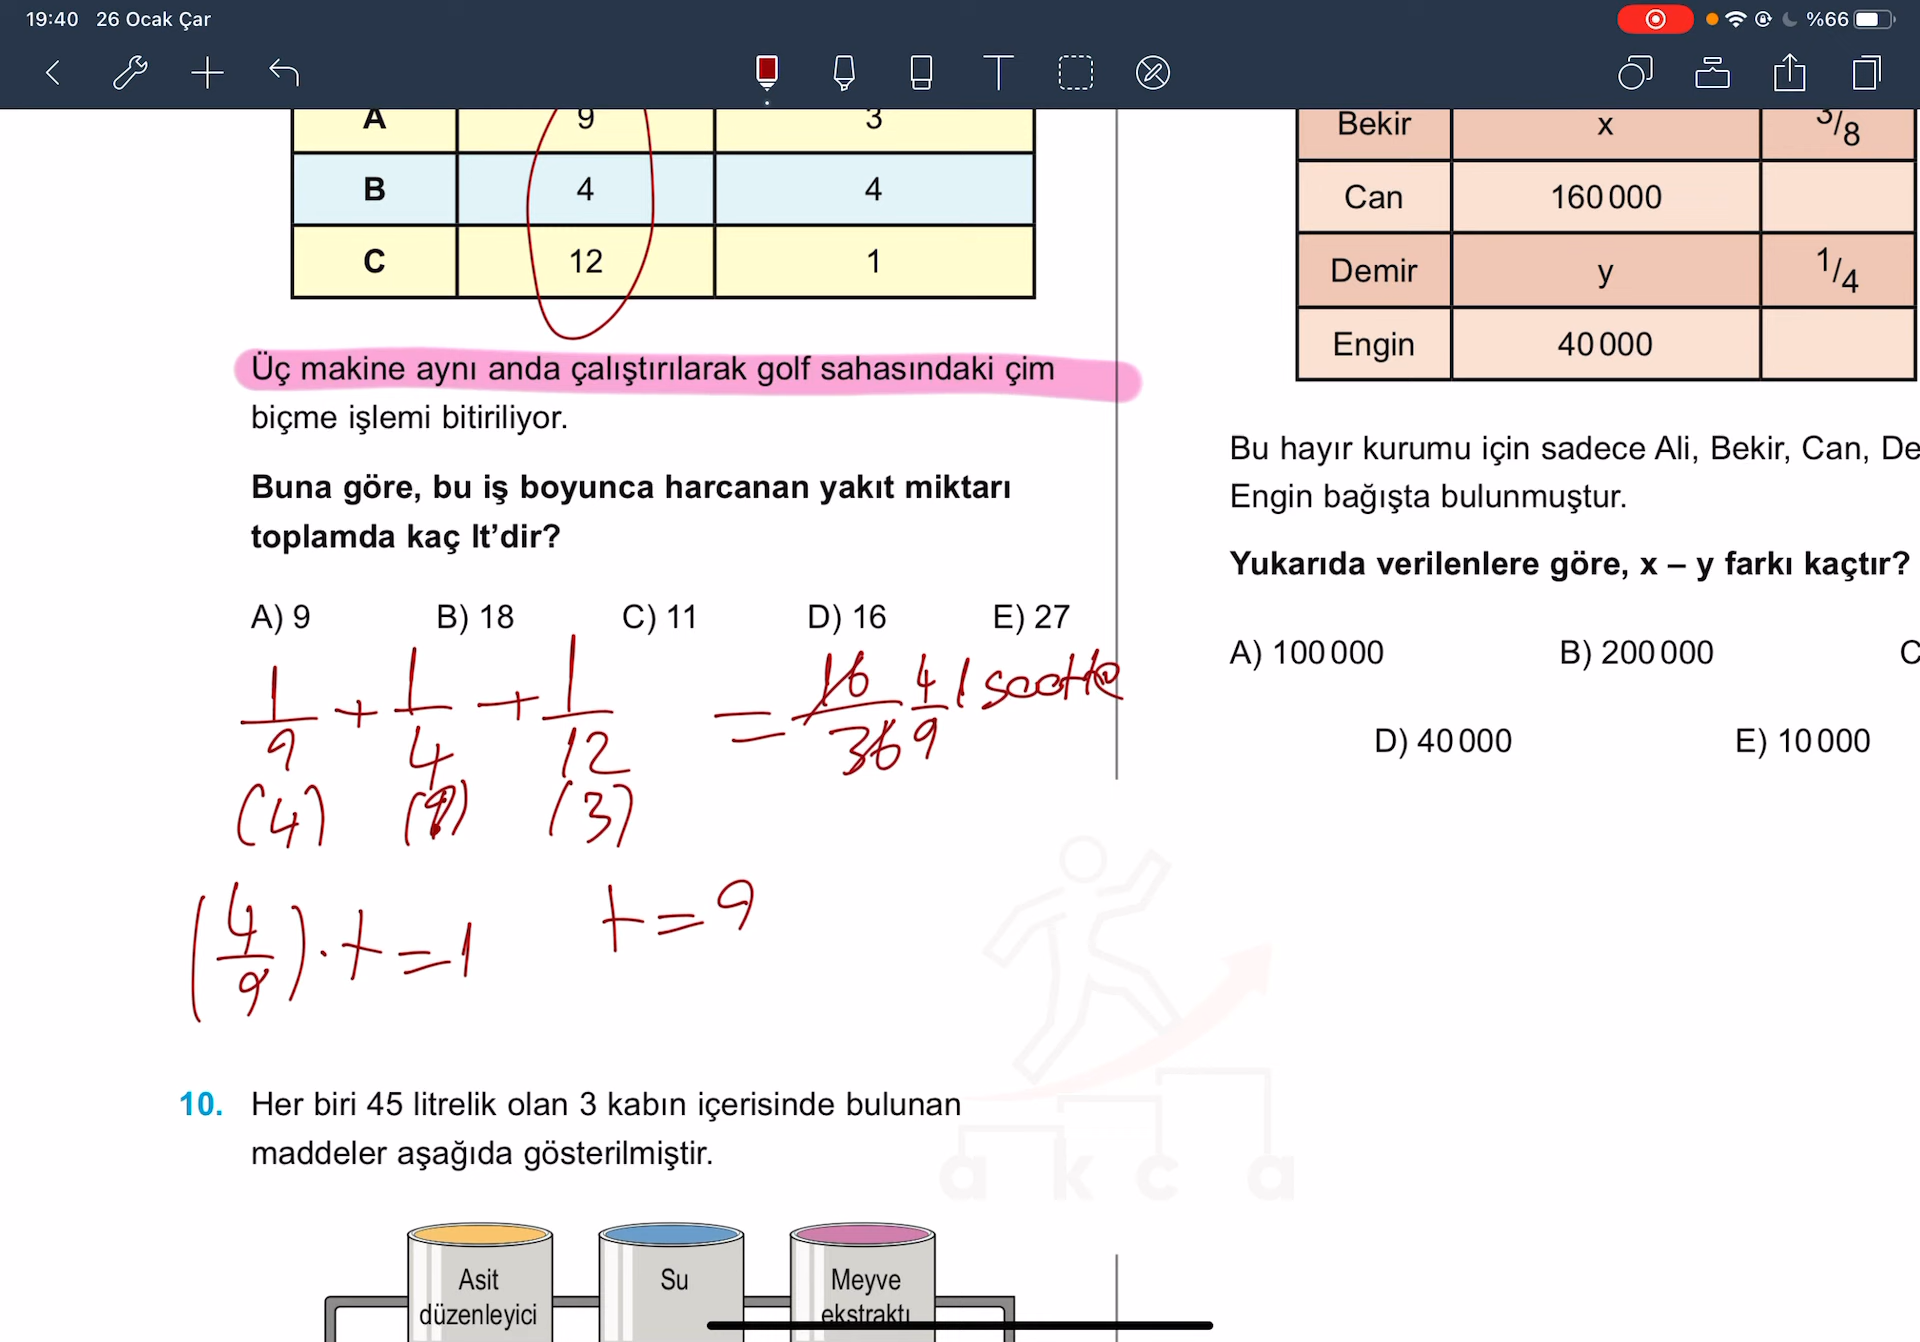 19:40 26 Ocak Çar %66
A 9 3
B 4 4
C 12 1
Üç makine aynı anda çalıştırılarak golf sahasındaki çim
biçme işlemi bitiriliyor.
Buna göre, bu iş boyunca harcanan yakıt miktarı
toplamda kaç lt’dir?
A) 9 B) 18 C) 11 D) 16 E) 27
1/9 + 1/4 + 1/12 = 16/36 4/9 1 saatte
(4) (9) (3)
(4/9) · t = 1 t = 9
10. Her biri 45 litrelik olan 3 kabın içerisinde bulunan
maddeler aşağıda gösterilmiştir.
Asit
düzenleyici
Su
Meyve
ekstraktı
Bekir x 3/8
Can 160 000
Demir y 1/4
Engin 40 000
Bu hayır kurumu için sadece Ali, Bekir, Can, De
Engin bağışta bulunmuştur.
Yukarıda verilenlere göre, x – y farkı kaçtır?
A) 100 000 B) 200 000 C
D) 40 000 E) 10 000
akca